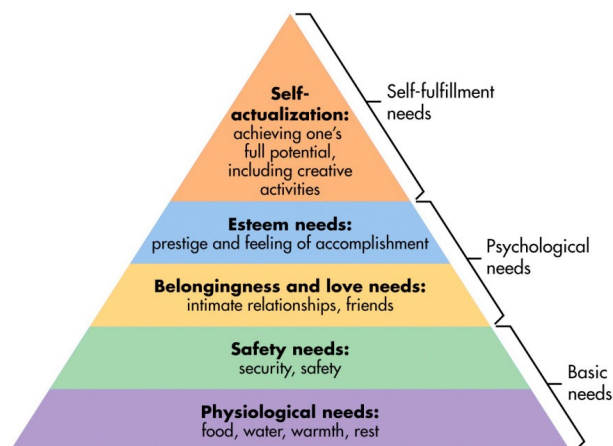 Self-
actualization:
achieving one's
full potential,
including creative
activities
Self-fulfillment
needs
Esteem needs:
prestige and feeling of accomplishment
Belongingness and love needs:
intimate relationships, friends
Psychological
needs
Safety needs:
security, safety
Physiological needs:
food, water, warmth, rest
Basic
needs